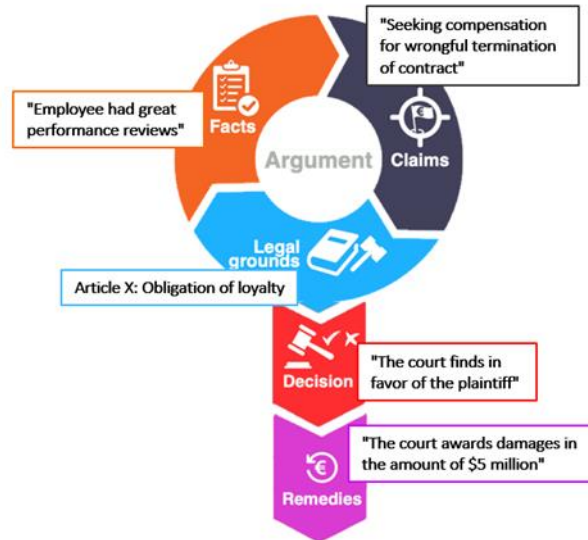 "Seeking compensation
for wrongful termination
of contract"
"Employee had great
performance reviews"
Facts
Argument
Claims
Legal
grounds
Article X: Obligation of loyalty
Decision
"The court finds in
favor of the plaintiff"
"The court awards damages in
the amount of $5 million"
€
Remedies